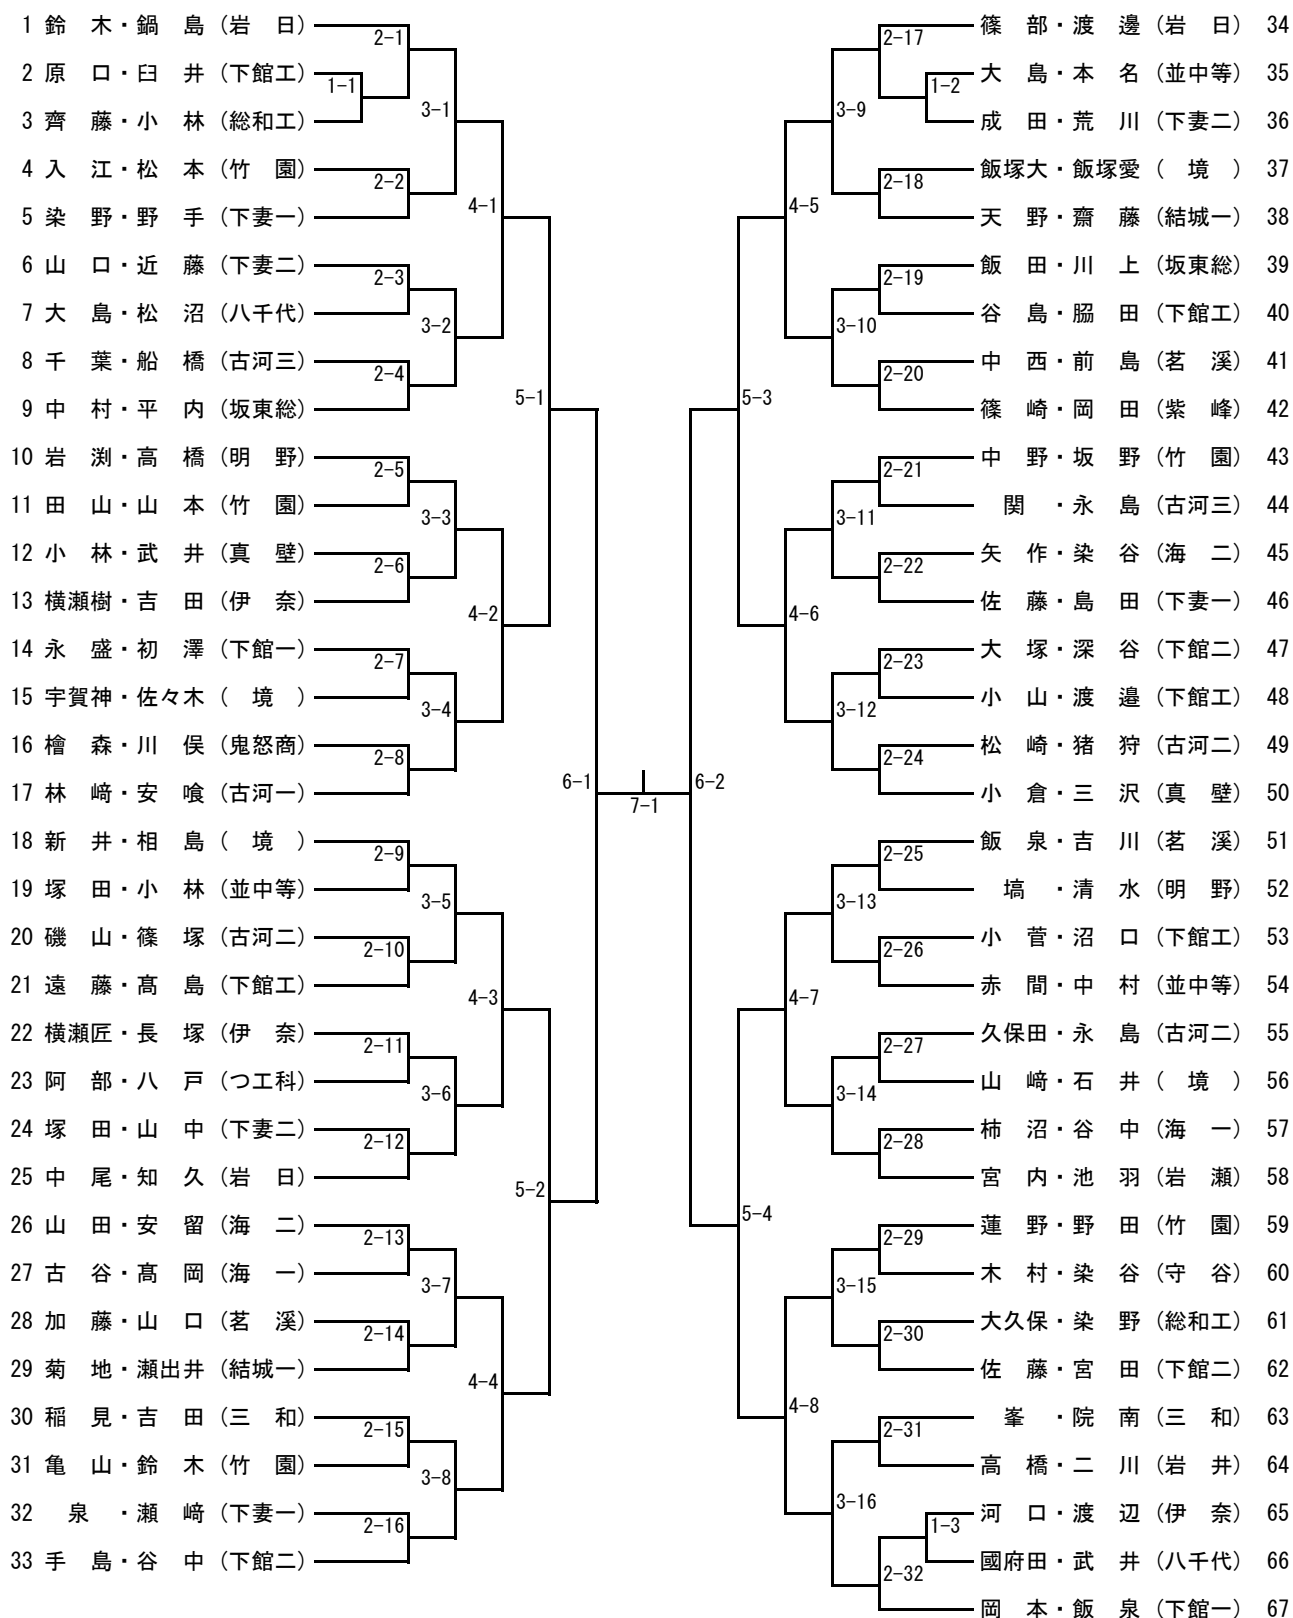 1 鈴　木・鍋　島 (岩　日)
2-1
2 原　口・臼　井 (下館工)
1-1
3 齊　藤・小　林 (総和工)
3-1
4 入　江・松　本 (竹　園)
2-2
5 染　野・野　手 (下妻一)
4-1
6 山　口・近　藤 (下妻二)
2-3
7 大　島・松　沼 (八千代)
3-2
8 千　葉・船　橋 (古河三)
2-4
9 中　村・平　内 (坂東総)
5-1
10 岩　渕・高　橋 (明　野)
2-5
11 田　山・山　本 (竹　園)
3-3
12 小　林・武　井 (真　壁)
2-6
13 横瀬樹・吉　田 (伊　奈)
4-2
14 永　盛・初　澤 (下館一)
2-7
15 宇賀神・佐々木 (　境　)
3-4
16 檜　森・川　俣 (鬼怒商)
2-8
17 林　﨑・安　喰 (古河一)
6-1
18 新　井・相　島 (　境　)
2-9
19 塚　田・小　林 (並中等)
3-5
20 磯　山・篠　塚 (古河二)
2-10
21 遠　藤・髙　島 (下館工)
4-3
22 横瀬匠・長　塚 (伊　奈)
2-11
23 阿　部・八　戸 (つ工科)
3-6
24 塚　田・山　中 (下妻二)
2-12
25 中　尾・知　久 (岩　日)
5-2
26 山　田・安　留 (海　二)
2-13
27 古　谷・髙　岡 (海　一)
3-7
28 加　藤・山　口 (茗　溪)
2-14
29 菊　地・瀬出井 (結城一)
4-4
30 稲　見・吉　田 (三　和)
2-15
31 亀　山・鈴　木 (竹　園)
3-8
32 　泉　・瀬　﨑 (下妻一)
2-16
33 手　島・谷　中 (下館二)
7-1
篠　部・渡　邊 (岩　日) 34
2-17
大　島・本　名 (並中等) 35
1-2
成　田・荒　川 (下妻二) 36
3-9
飯塚大・飯塚愛 (　境　) 37
2-18
天　野・齋　藤 (結城一) 38
4-5
飯　田・川　上 (坂東総) 39
2-19
谷　島・脇　田 (下館工) 40
3-10
中　西・前　島 (茗　溪) 41
2-20
篠　崎・岡　田 (紫　峰) 42
5-3
中　野・坂　野 (竹　園) 43
2-21
　関　・永　島 (古河三) 44
3-11
矢　作・染　谷 (海　二) 45
2-22
佐　藤・島　田 (下妻一) 46
4-6
大　塚・深　谷 (下館二) 47
2-23
小　山・渡　邉 (下館工) 48
3-12
松　崎・猪　狩 (古河二) 49
2-24
小　倉・三　沢 (真　壁) 50
6-2
飯　泉・吉　川 (茗　溪) 51
2-25
　塙　・清　水 (明　野) 52
3-13
小　菅・沼　口 (下館工) 53
2-26
赤　間・中　村 (並中等) 54
4-7
久保田・永　島 (古河二) 55
2-27
山　﨑・石　井 (　境　) 56
3-14
柿　沼・谷　中 (海　一) 57
2-28
宮　内・池　羽 (岩　瀬) 58
5-4
蓮　野・野　田 (竹　園) 59
2-29
木　村・染　谷 (守　谷) 60
3-15
大久保・染　野 (総和工) 61
2-30
佐　藤・宮　田 (下館二) 62
4-8
　峯　・院　南 (三　和) 63
2-31
高　橋・二　川 (岩　井) 64
3-16
河　口・渡　辺 (伊　奈) 65
1-3
國府田・武　井 (八千代) 66
2-32
岡　本・飯　泉 (下館一) 67